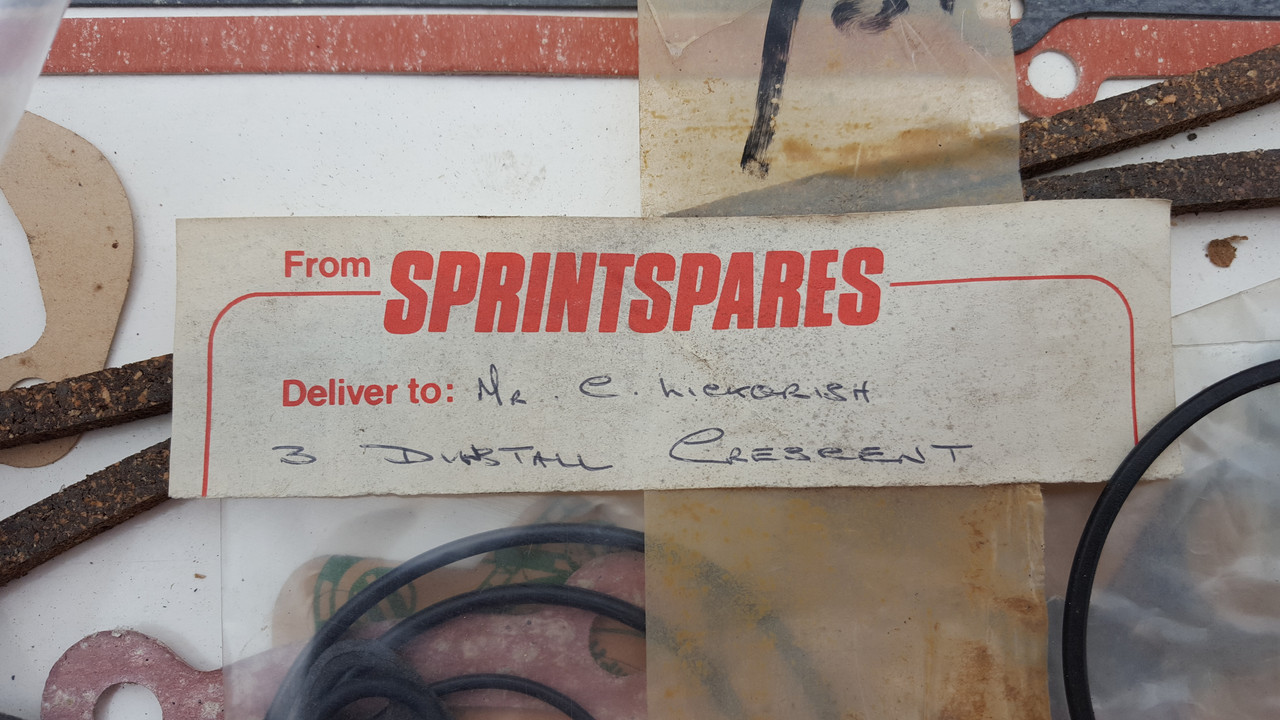 From SPRINTSPARES
Deliver to: Mr. C. Lickorish
3 Dunstall Crescent